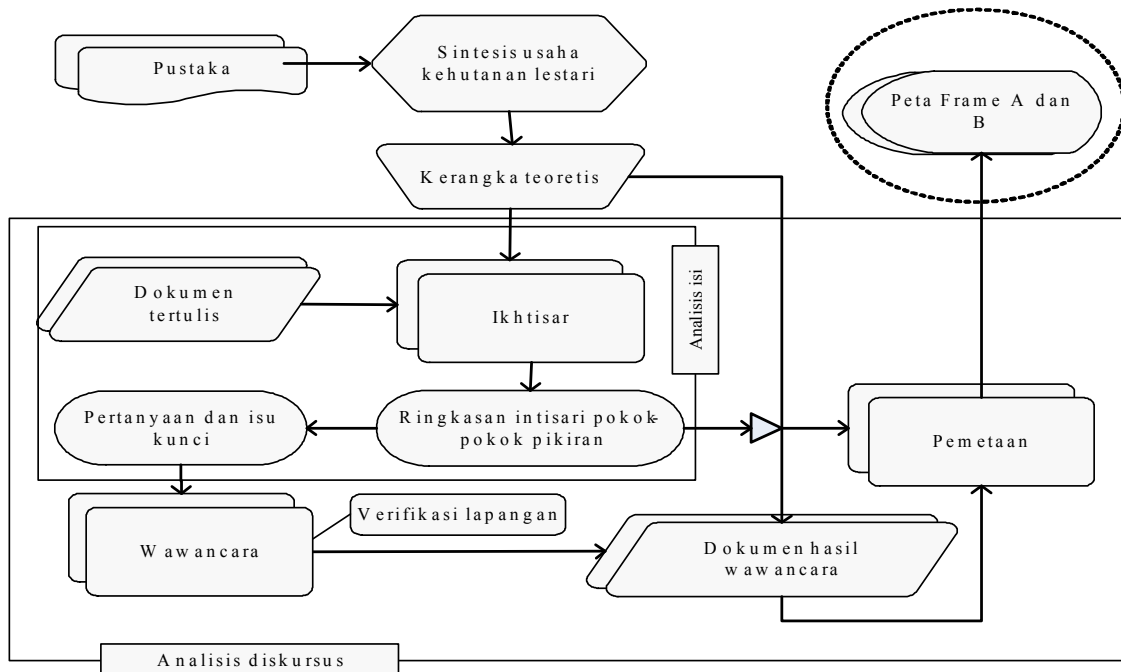 Pustaka
Sintesis usaha
kehutanan lestari
Peta Frame A dan
B
Kerangka teoretis
Dokumen
tertulis
Ikhtisar
Analisis isi
Pertanyaan dan isu
kunci
Ringkasan intisari pokok-
pokok pikiran
Pemetaan
Wawancara
Verifikasi lapangan
Dokumen hasil
wawancara
Analisis diskursus